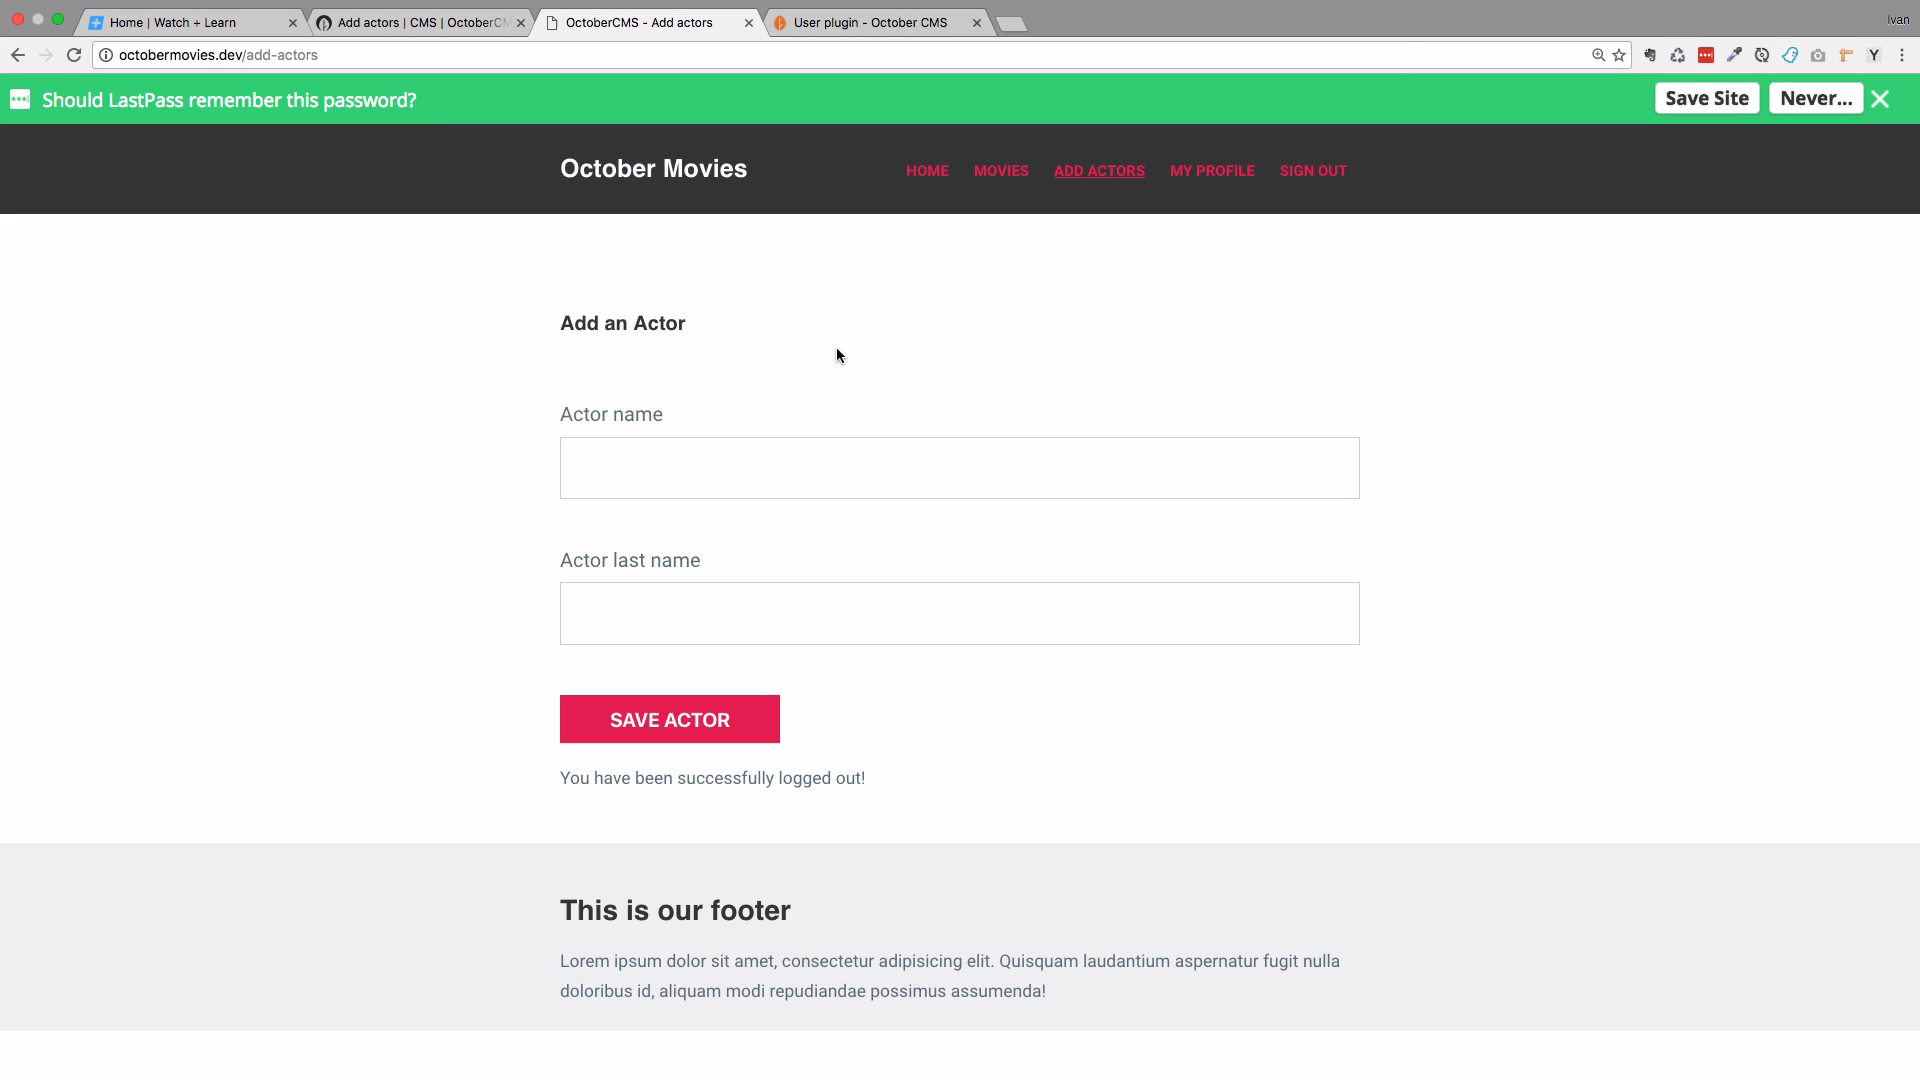 Home | Watch + Learn
Add actors | CMS | OctoberCM
OctoberCMS - Add actors
User plugin - October CMS
Ivan
octobermovies.dev/add-actors
Should LastPass remember this password?
Save Site
Never...
October Movies
HOME
MOVIES
ADD ACTORS
MY PROFILE
SIGN OUT
Add an Actor
Actor name
Actor last name
SAVE ACTOR
You have been successfully logged out!
This is our footer
Lorem ipsum dolor sit amet, consectetur adipisicing elit. Quisquam laudantium aspernatur fugit nulla
doloribus id, aliquam modi repudiandae possimus assumenda!